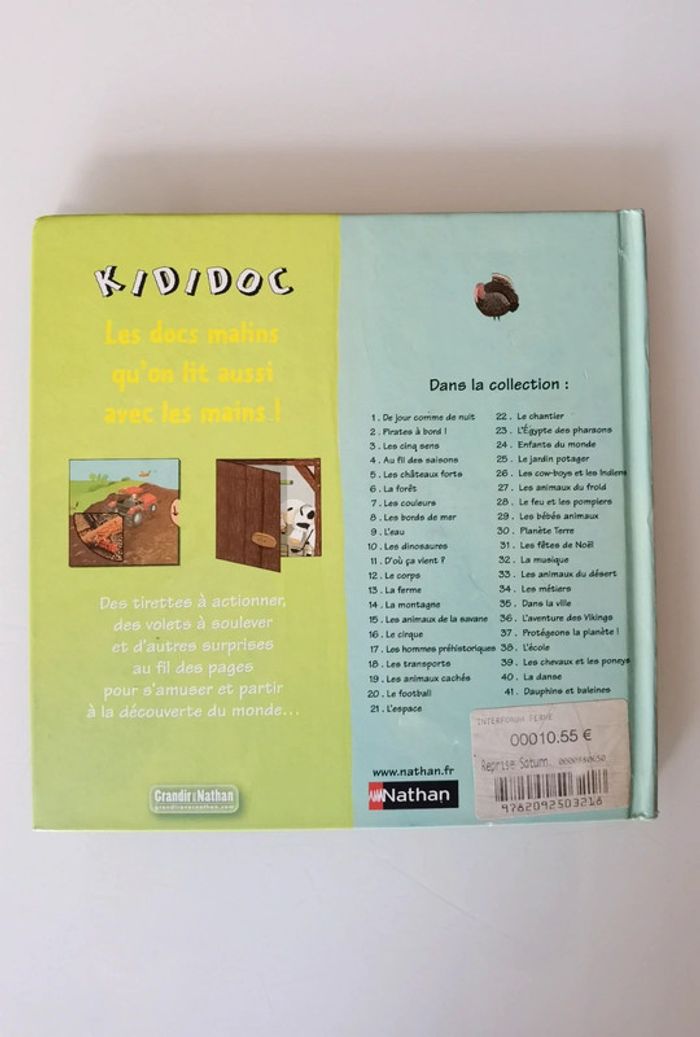 KIDIDOC
Les docs malins
qu'on lit aussi
avec les mains !
Des tirettes à actionner,
des volets à soulever
et d'autres surprises
au fil des pages
pour s'amuser et partir
à la découverte du monde...
Grandir avec Nathan
grandiravecnathan.com
Dans la collection :
1. De jour comme de nuit
2. Pirates à bord !
3. Les cinq sens
4. Au fil des saisons
5. Les châteaux forts
6. La forêt
7. Les couleurs
8. Les bords de mer
9. L'eau
10. Les dinosaures
11. D'où ça vient ?
12. Le corps
13. La ferme
14. La montagne
15. Les animaux de la savane
16. Le cirque
17. Les hommes préhistoriques
18. Les transports
19. Les animaux cachés
20. Le football
21. L'espace
22. Le chantier
23. L'Égypte des pharaons
24. Enfants du monde
25. Le jardin potager
26. Les cow-boys et les Indiens
27. Les animaux du froid
28. Le feu et les pompiers
29. Les bébés animaux
30. Planète Terre
31. Les fêtes de Noël
32. La musique
33. Les animaux du désert
34. Les métiers
35. Dans la ville
36. L'aventure des Vikings
37. Protégeons la planète !
38. L'école
39. Les chevaux et les poneys
40. La danse
41. Dauphins et baleines
www.nathan.fr
Nathan
INTERFORUM FERME
00010.55 €
Reprise Saturn
9782092503218